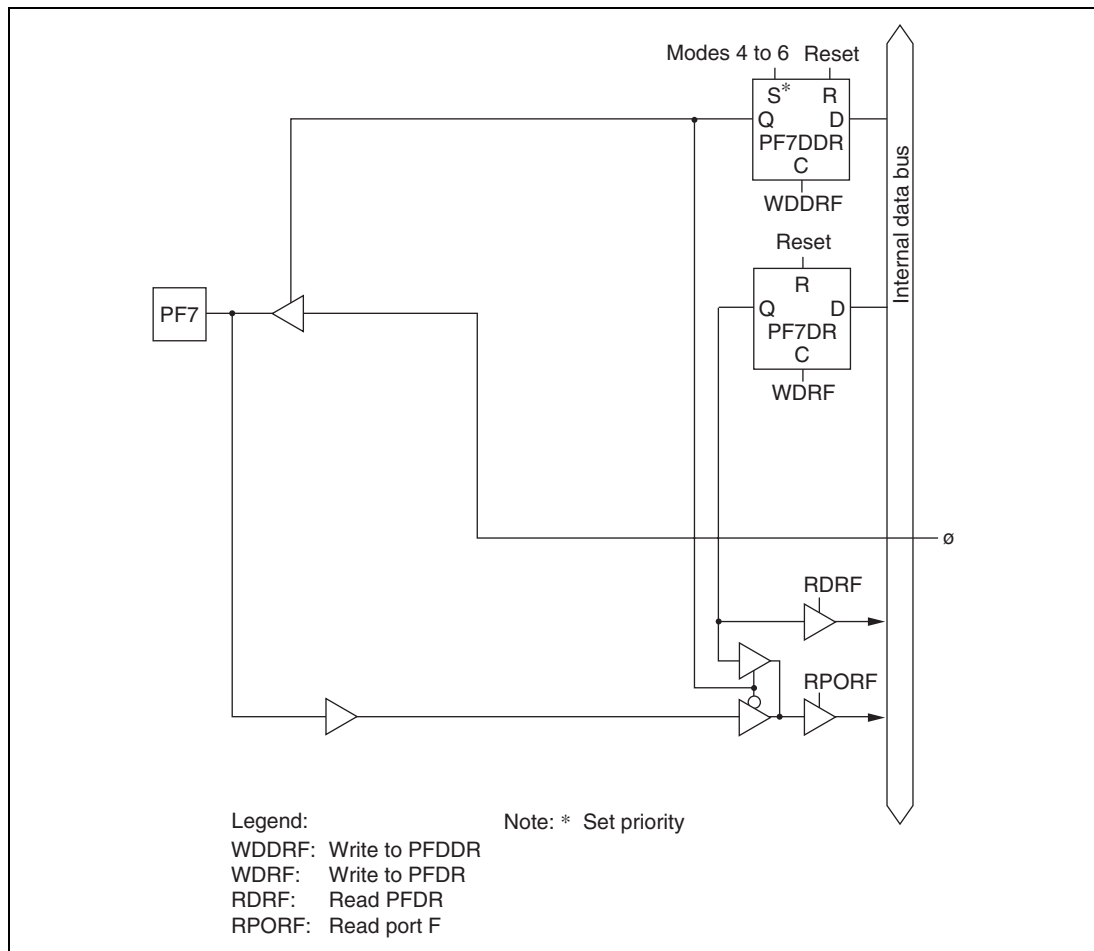 Modes 4 to 6 Reset
S* R
Q D
PF7DDR
C
WDDRF
Internal data bus
Reset
R
PF7
Q D
PF7DR
C
WDRF
ø
RDRF
RPORF
Legend:
Note: * Set priority
WDDRF: Write to PFDDR
WDRF: Write to PFDR
RDRF: Read PFDR
RPORF: Read port F